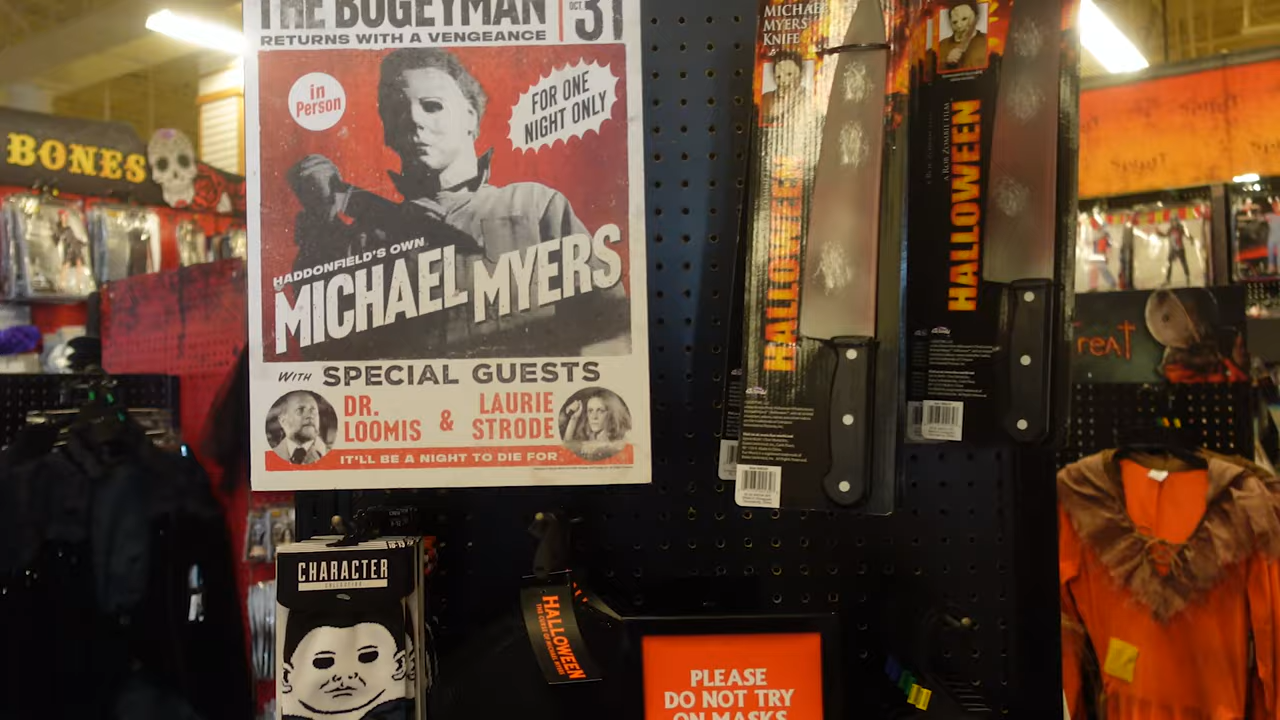 THE BOGEYMAN
RETURNS WITH A VENGEANCE
OCT. 31
in
Person
FOR ONE
NIGHT ONLY
HADDONFIELD'S OWN
MICHAEL MYERS
WITH SPECIAL GUESTS
DR.
LOOMIS
&
LAURIE
STRODE
IT'LL BE A NIGHT TO DIE FOR
BONES
MICHAEL
MYERS
KNIFE
HALLOWEEN
A ROB ZOMBIE FILM
HALLOWEEN
TREAT
CHARACTER
COLLECTIVE
HALLOWEEN
PLEASE
DO NOT TRY
ON MASKS